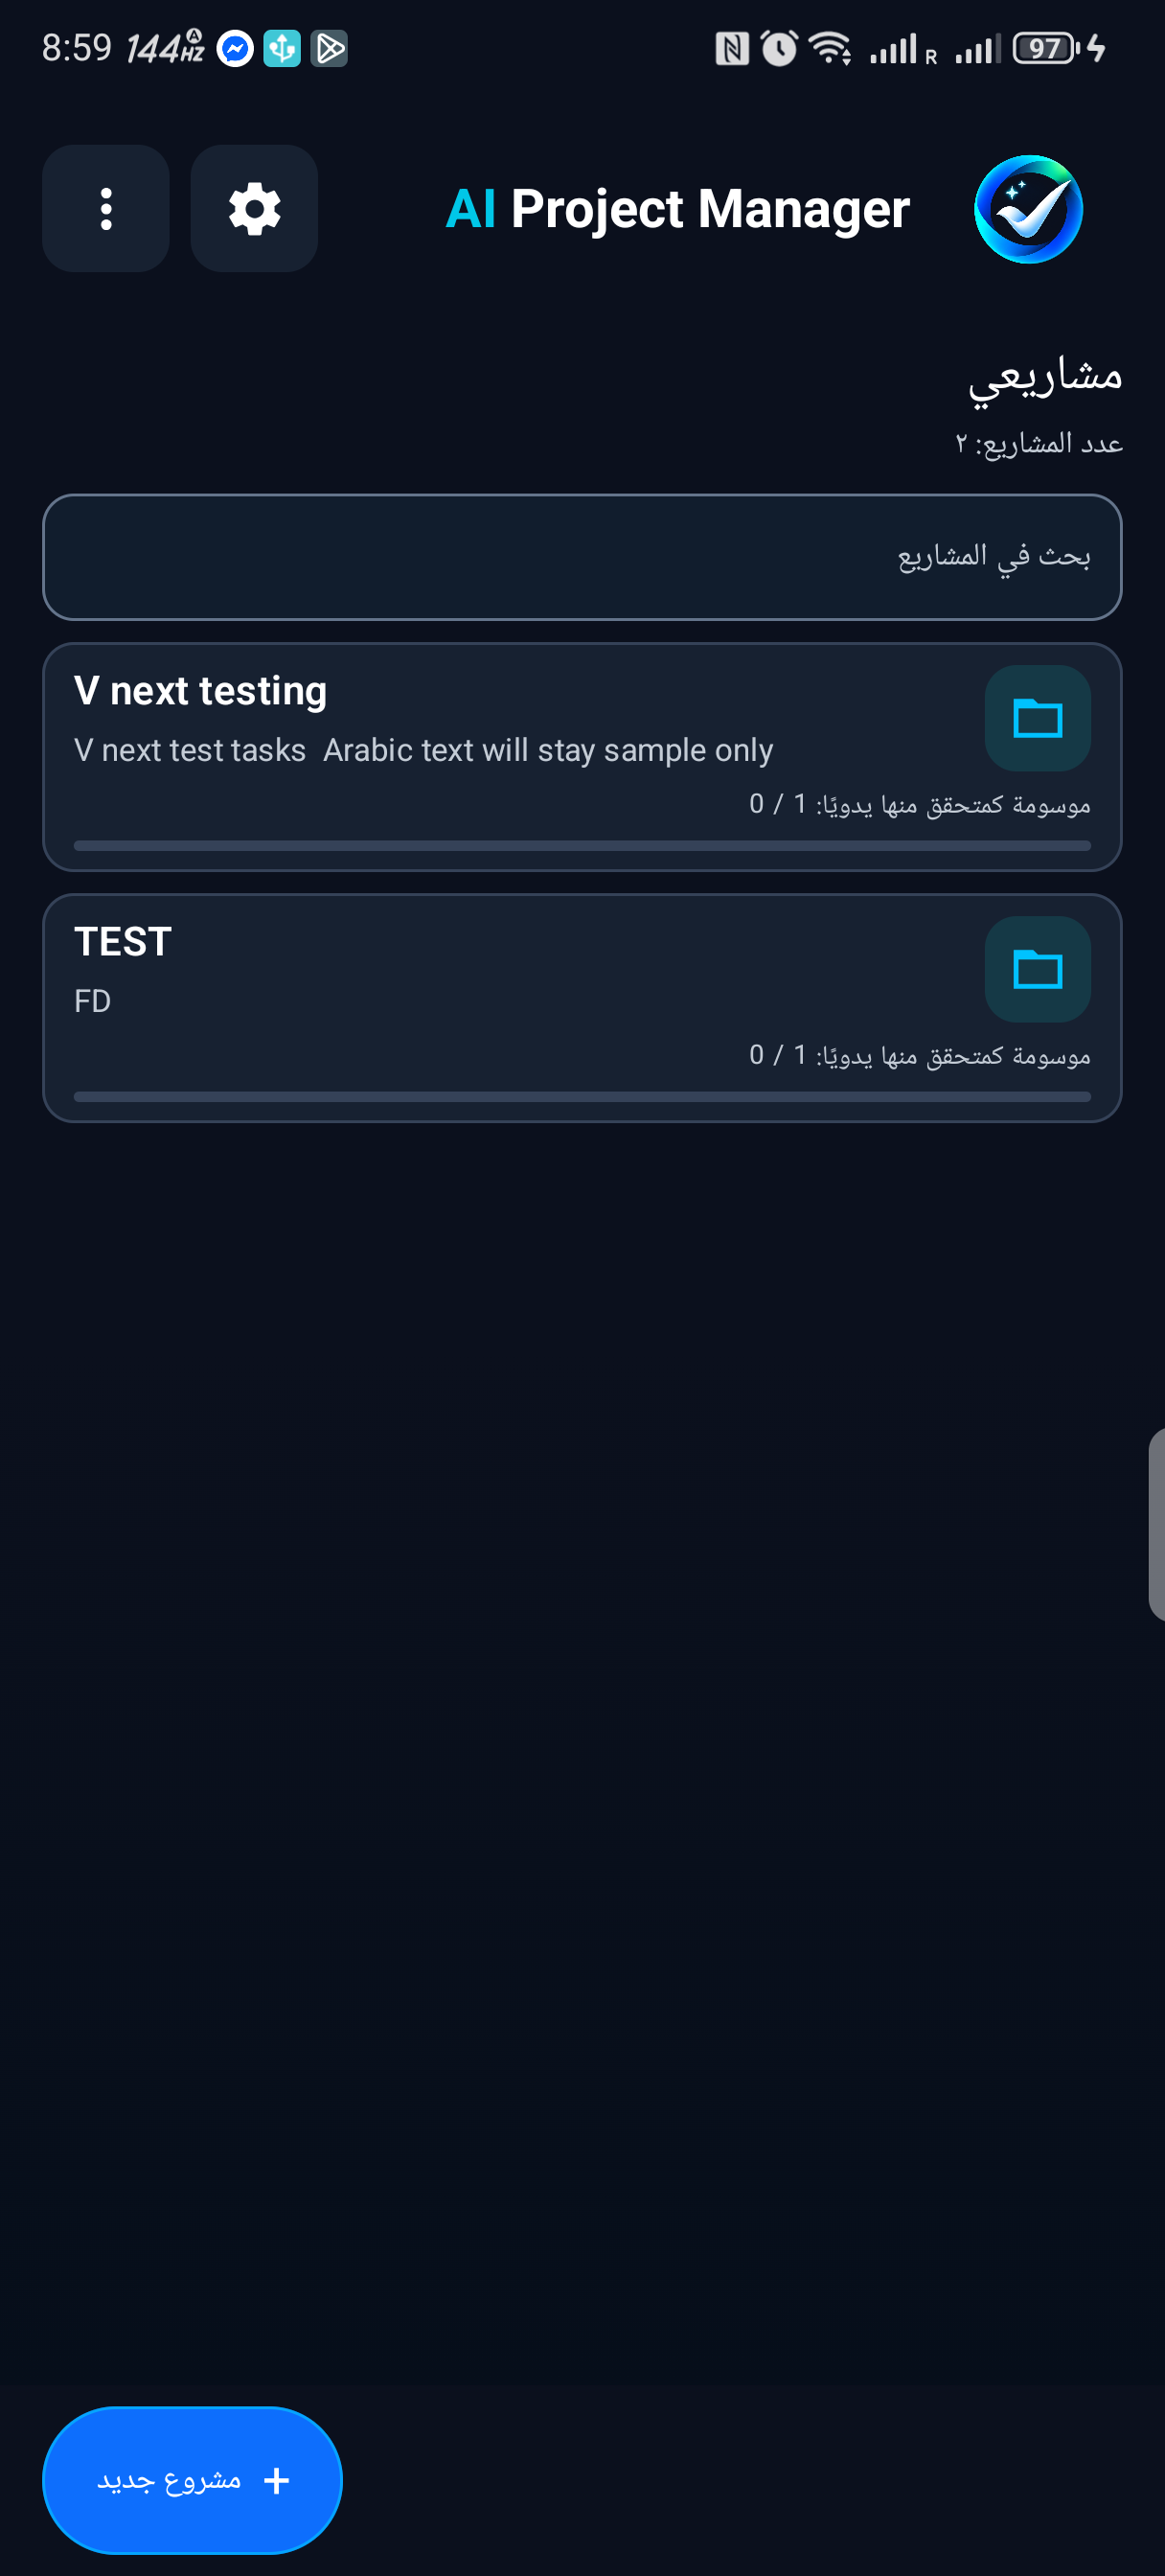 8:59 144Hz A R 97
AI Project Manager
مشاريعي
عدد المشاريع: ٢
بحث في المشاريع
V next testing
V next test tasks  Arabic text will stay sample only
موسومة كمتحقق منها يدويًا: 1 / 0
TEST
FD
موسومة كمتحقق منها يدويًا: 1 / 0
+ مشروع جديد